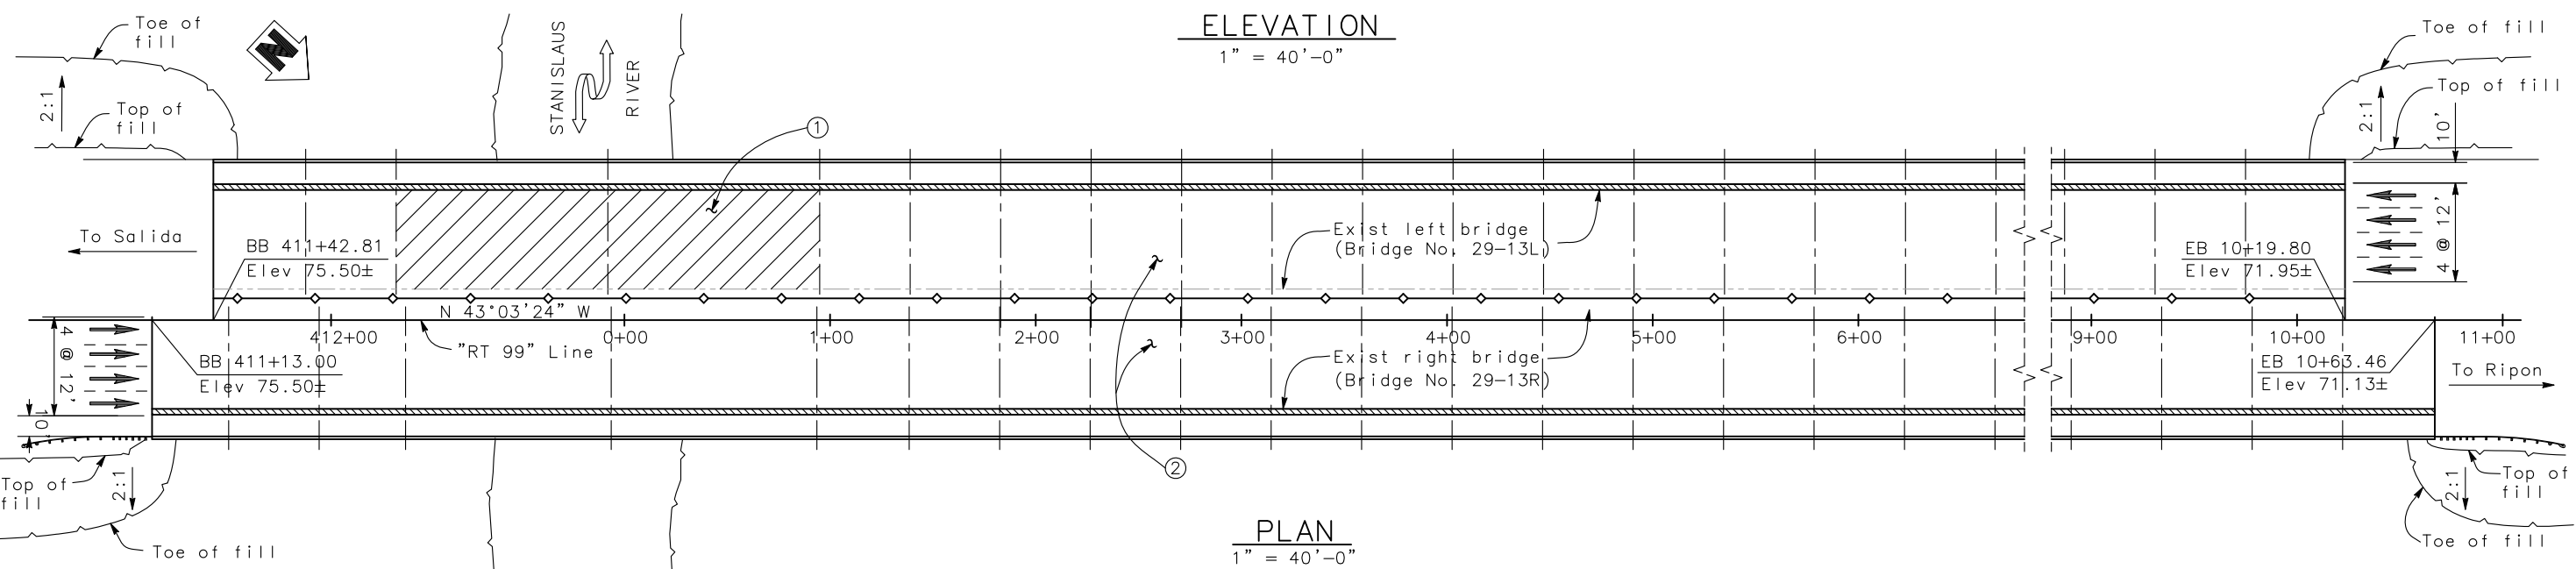 ELEVATION
1" = 40'-0"
Toe of
fill
N
STANISLAUS
RIVER
Toe of fill
2:1
Top of
fill
1
2:1
Top of fill
10'
To Salida
BB 411+42.81
Elev 75.50±
Exist left bridge
(Bridge No. 29-13L)
EB 10+19.80
Elev 71.95±
4 @ 12'
N 43°03'24" W
412+00
0+00
1+00
2+00
3+00
4+00
5+00
6+00
9+00
10+00
11+00
4 @ 12'
BB 411+13.00
Elev 75.50±
"RT 99" Line
Exist right bridge
(Bridge No. 29-13R)
EB 10+63.46
Elev 71.13±
To Ripon
10'
Top of
fill
2:1
2
2:1
Top of
fill
Toe of fill
PLAN
1" = 40'-0"
Toe of fill